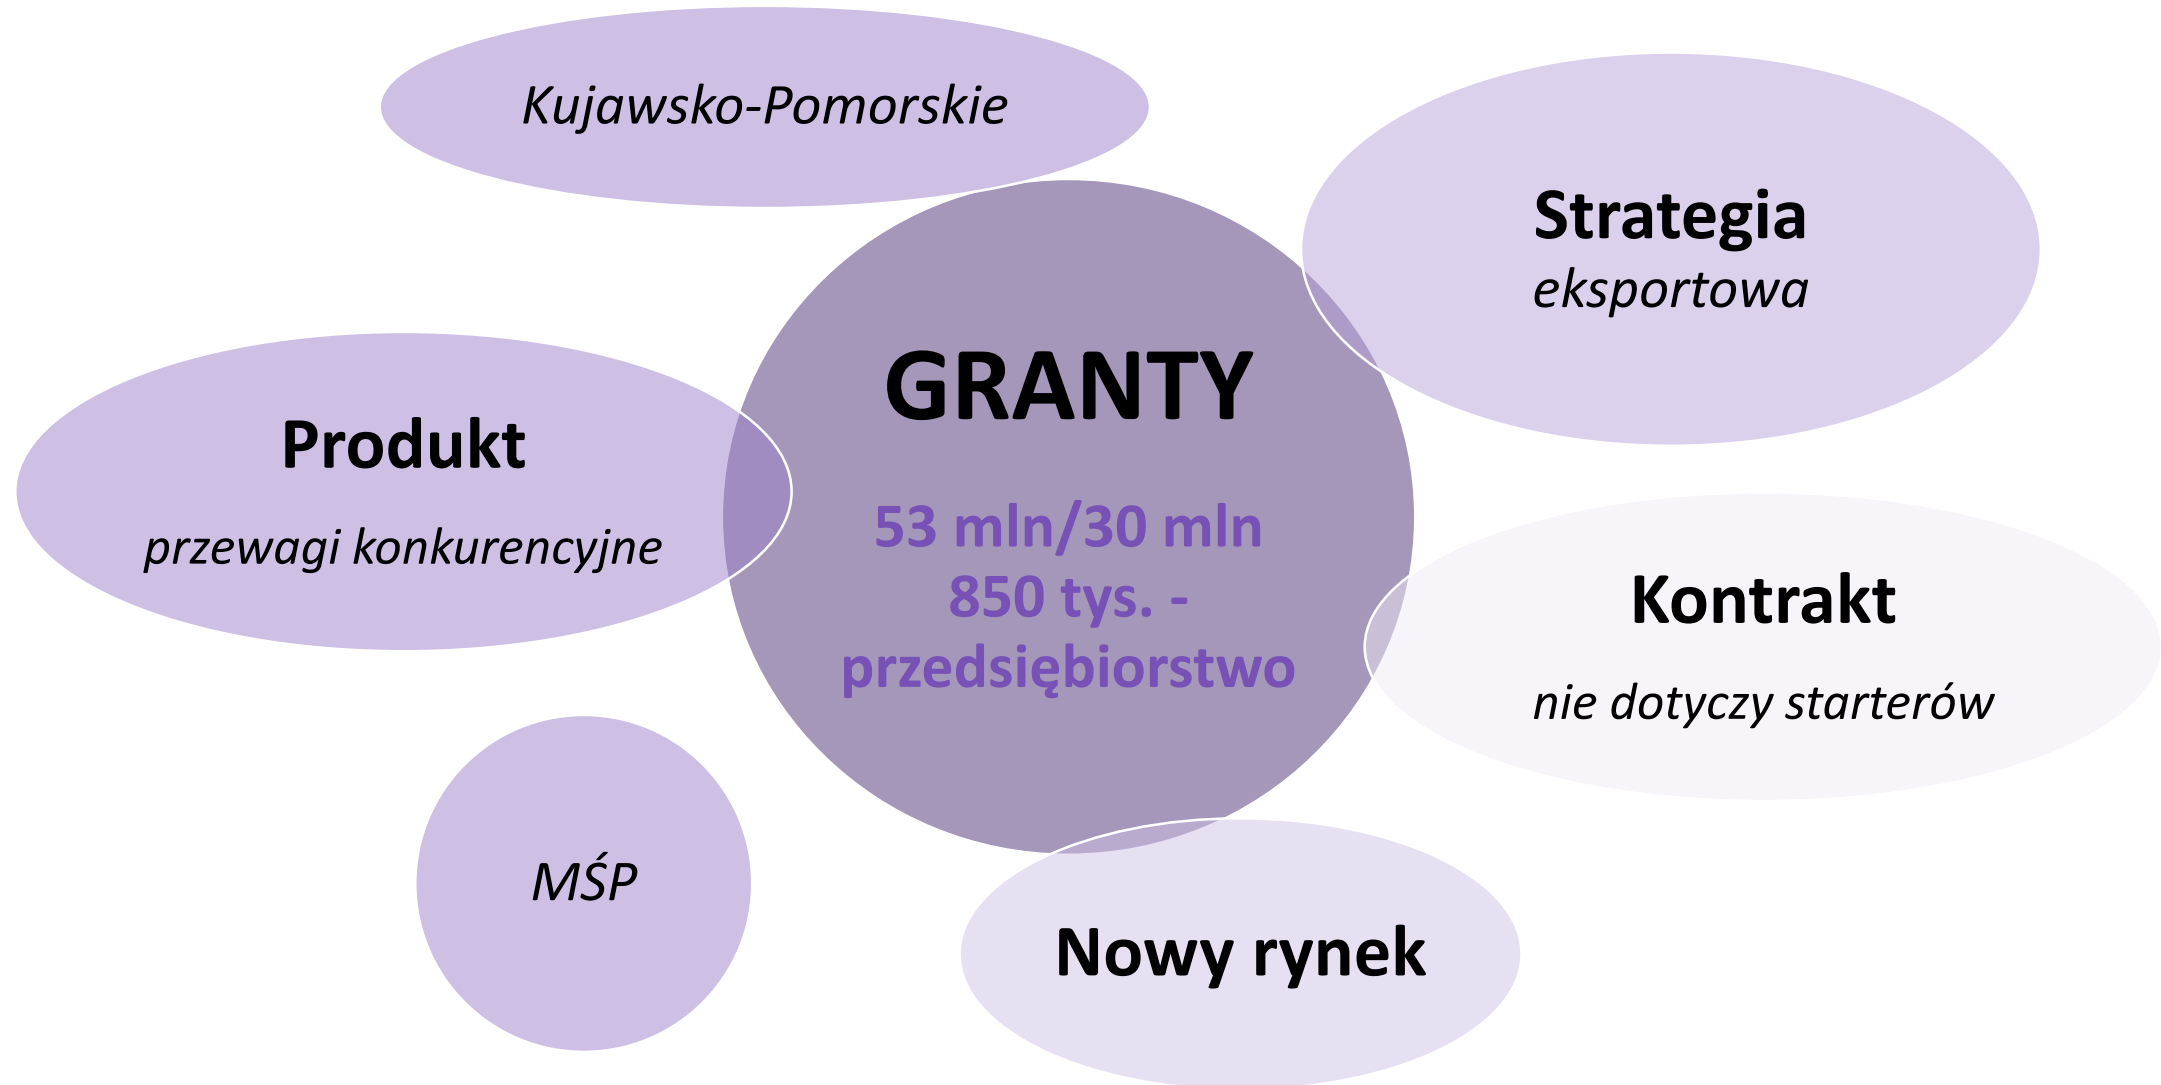 Kujawsko-Pomorskie
Strategia
eksportowa
GRANTY
53 mln/30 mln
850 tys. -
przedsiębiorstwo
Produkt
przewagi konkurencyjne
Kontrakt
nie dotyczy starterów
MŚP
Nowy rynek